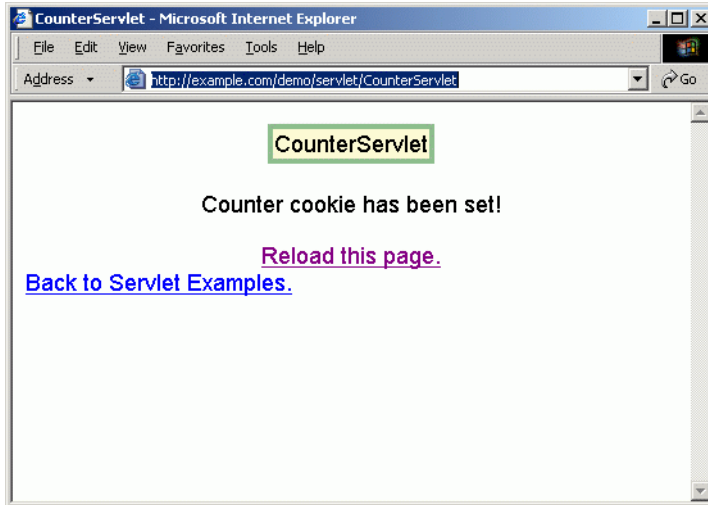 CounterServlet - Microsoft Internet Explorer
File Edit View Favorites Tools Help
Address http://example.com/demo/servlet/CounterServlet Go
CounterServlet
Counter cookie has been set!
Reload this page.
Back to Servlet Examples.